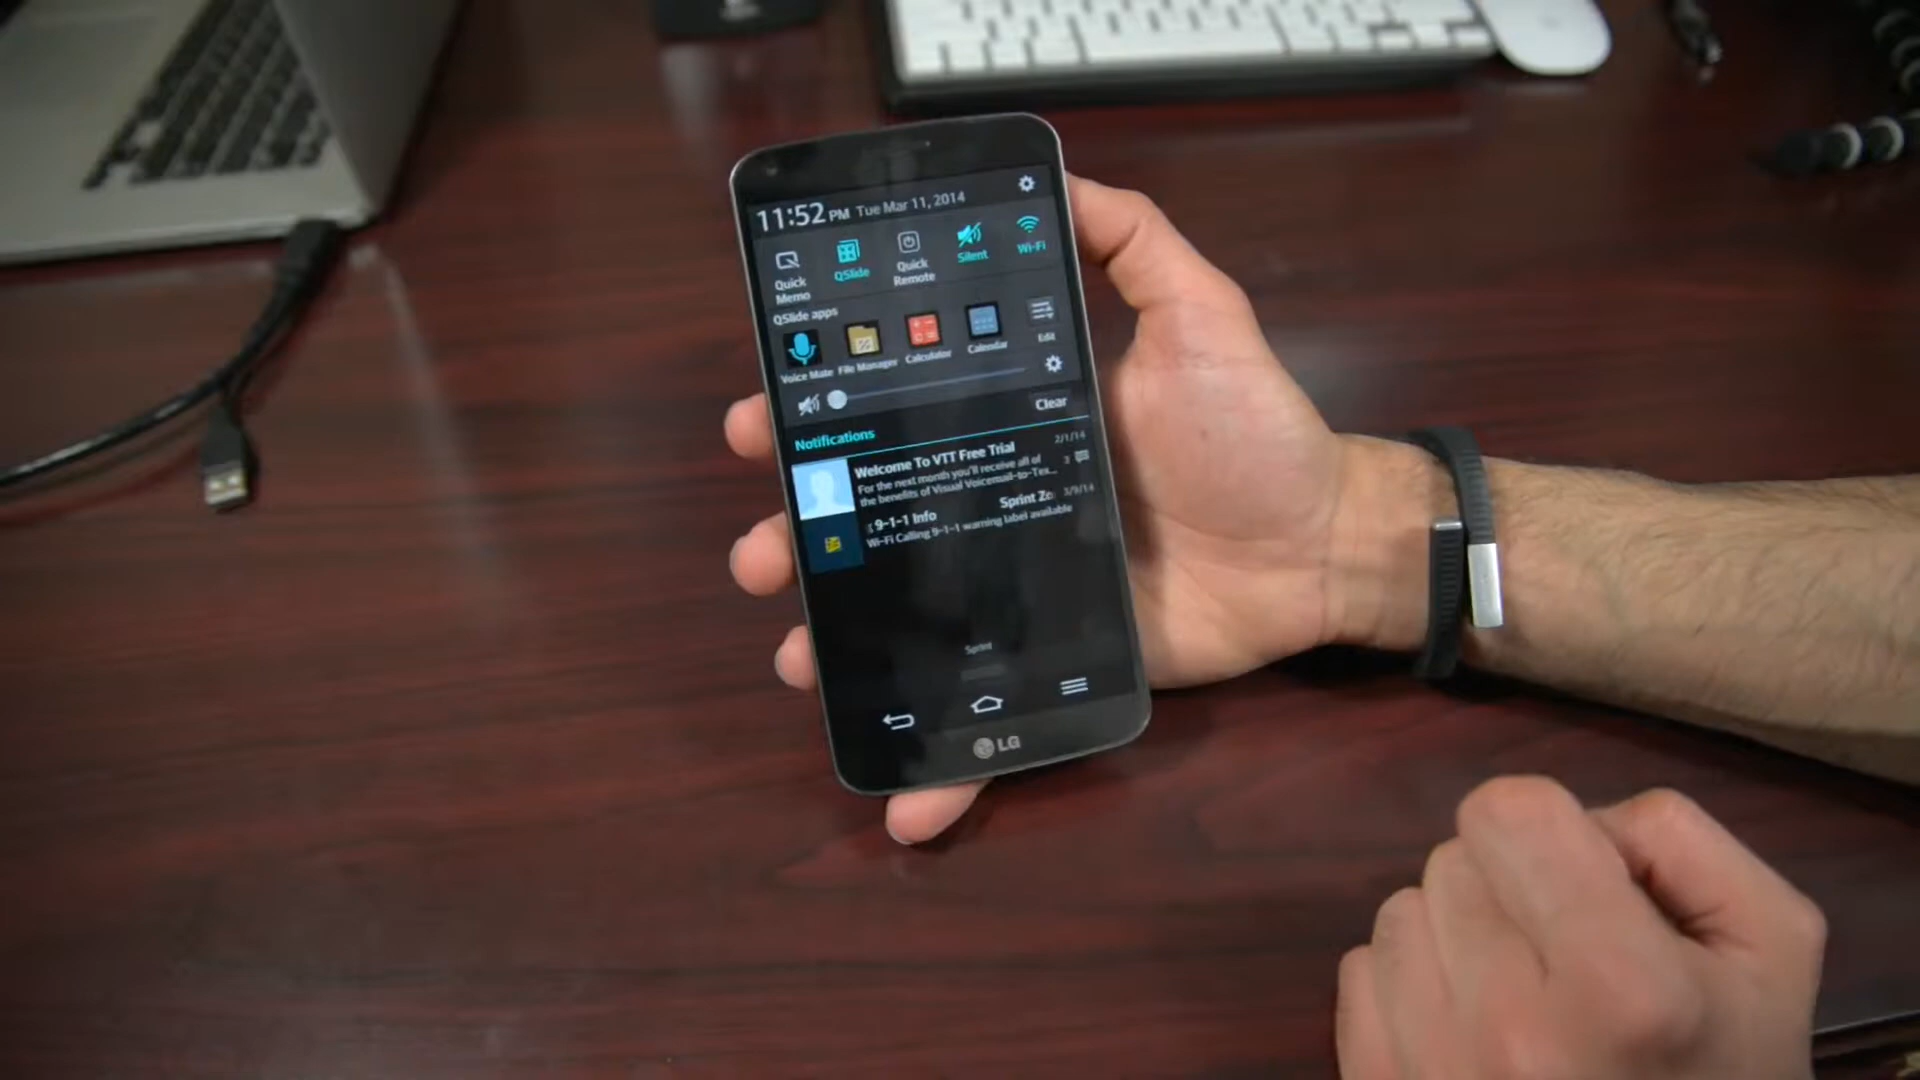 11:52 PM Tue Mar 11, 2014
Quick Memo
QSlide
Quick Remote
Silent
Wi-Fi
QSlide apps
Voice Mate
File Manager
Calculator
Calendar
Edit
Clear
Notifications
Welcome To VTT Free Trial 2/1/14
For the next month you'll receive all of 3
the benefits of Visual Voicemail-to-Tex...
9-1-1 Info Sprint Zo 3/9/14
Wi-Fi Calling 9-1-1 warning label available
Sprint
LG